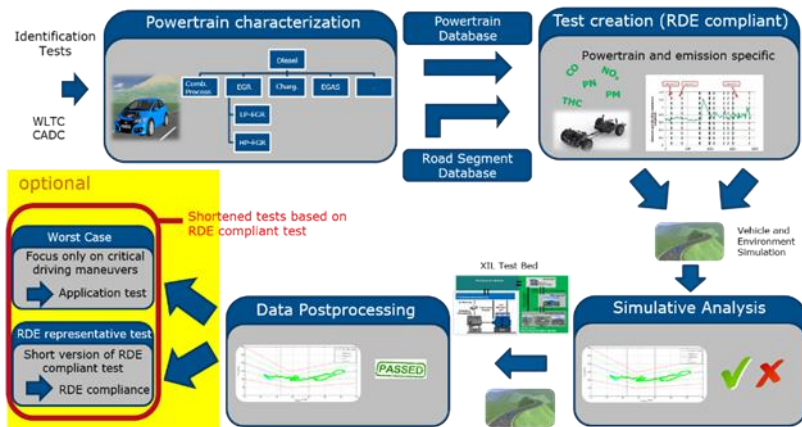 Identification
Tests
WLTC
CADC
Powertrain characterization
Diesel
Comb.
Process
EGR
Charg.
EGAS
LP-EGR
HP-EGR
Powertrain
Database
Road Segment
Database
Test creation (RDE compliant)
Powertrain and emission specific
CO
NOx
PN
PM
THC
Vehicle and
Environment
Simulation
optional
Shortened tests based on
RDE compliant test
Worst Case
Focus only on critical
driving maneuvers
Application test
RDE representative test
Short version of RDE
compliant test
RDE compliance
Data Postprocessing
PASSED
XIL Test Bed
Simulative Analysis